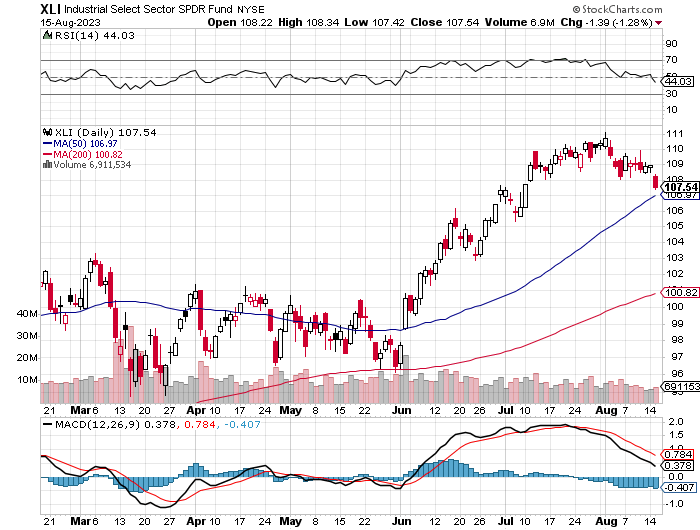 XLI Industrial Select Sector SPDR Fund NYSE © StockCharts.com
15-Aug-2023 Open 108.22 High 108.34 Low 107.42 Close 107.54 Volume 6.9M Chg -1.39 (-1.28%)
RSI(14) 44.03
90
70
50
44.03
30
10
XLI (Daily) 107.54
MA(50) 106.97
MA(200) 100.82
Volume 6,911,534
111
110
109
108
107.54
106.97
106
105
104
103
102
101
100.82
100
99
98
97
96
95
6911534
40M
30M
20M
10M
21 Mar 6 13 20 27 Apr 10 17 24 May 8 15 22 Jun 12 20 26 Jul 10 17 24 Aug 7 14
MACD(12,26,9) 0.378, 0.784, -0.407
2.0
1.5
1.0
0.784
0.378
0.0
-0.407
-1.0
21 Mar 6 13 20 27 Apr 10 17 24 May 8 15 22 Jun 12 20 26 Jul 10 17 24 Aug 7 14